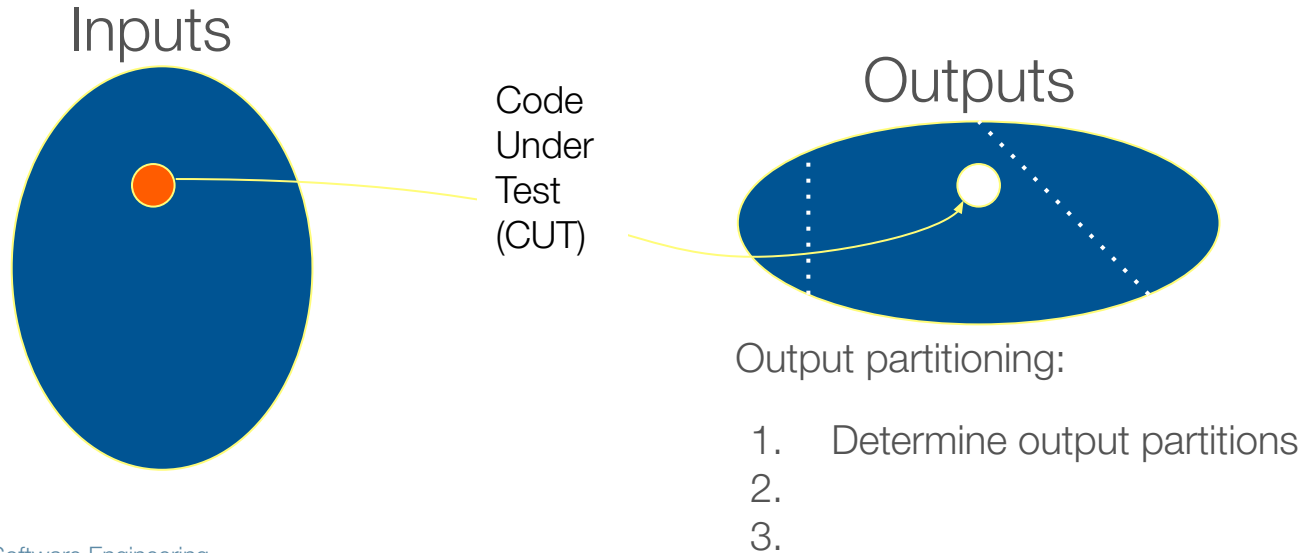 Inputs
Outputs
Code
Under
Test
(CUT)
Output partitioning:
1. Determine output partitions
2.
3.
Software Engineering